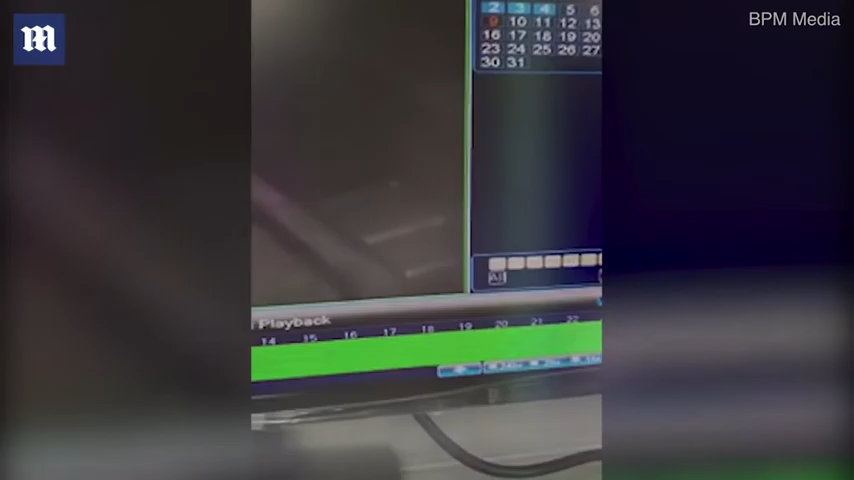 m
BPM Media
2 3 4 5 6
9 10 11 12 13
16 17 18 19 20
23 24 25 26 27
30 31
All
Playback
14 15 16 17 18 19 20 21 22